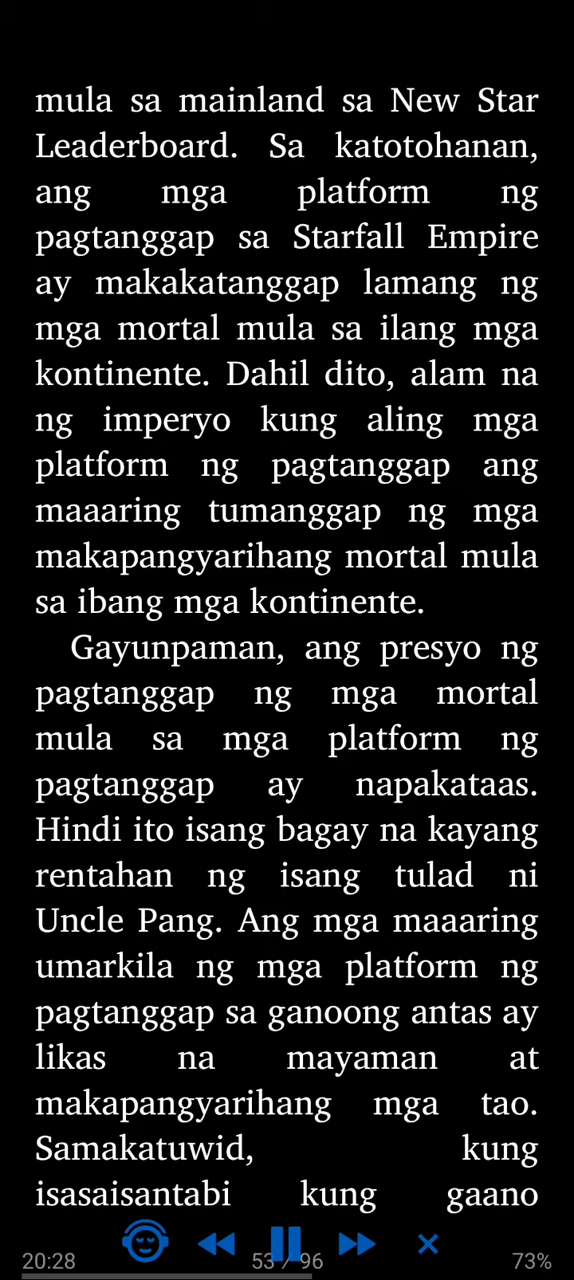 mula sa mainland sa New Star
Leaderboard. Sa katotohanan,
ang mga platform ng
pagtanggap sa Starfall Empire
ay makakatanggap lamang ng
mga mortal mula sa ilang mga
kontinente. Dahil dito, alam na
ng imperyo kung aling mga
platform ng pagtanggap ang
maaaring tumanggap ng mga
makapangyarihang mortal mula
sa ibang mga kontinente.
Gayunpaman, ang presyo ng
pagtanggap ng mga mortal
mula sa mga platform ng
pagtanggap ay napakataas.
Hindi ito isang bagay na kayang
rentahan ng isang tulad ni
Uncle Pang. Ang mga maaaring
umarkila ng mga platform ng
pagtanggap sa ganoong antas ay
likas na mayaman at
makapangyarihang mga tao.
Samakatuwid, kung
isasaisantabi kung gaano
20:28 53 / 96 73%